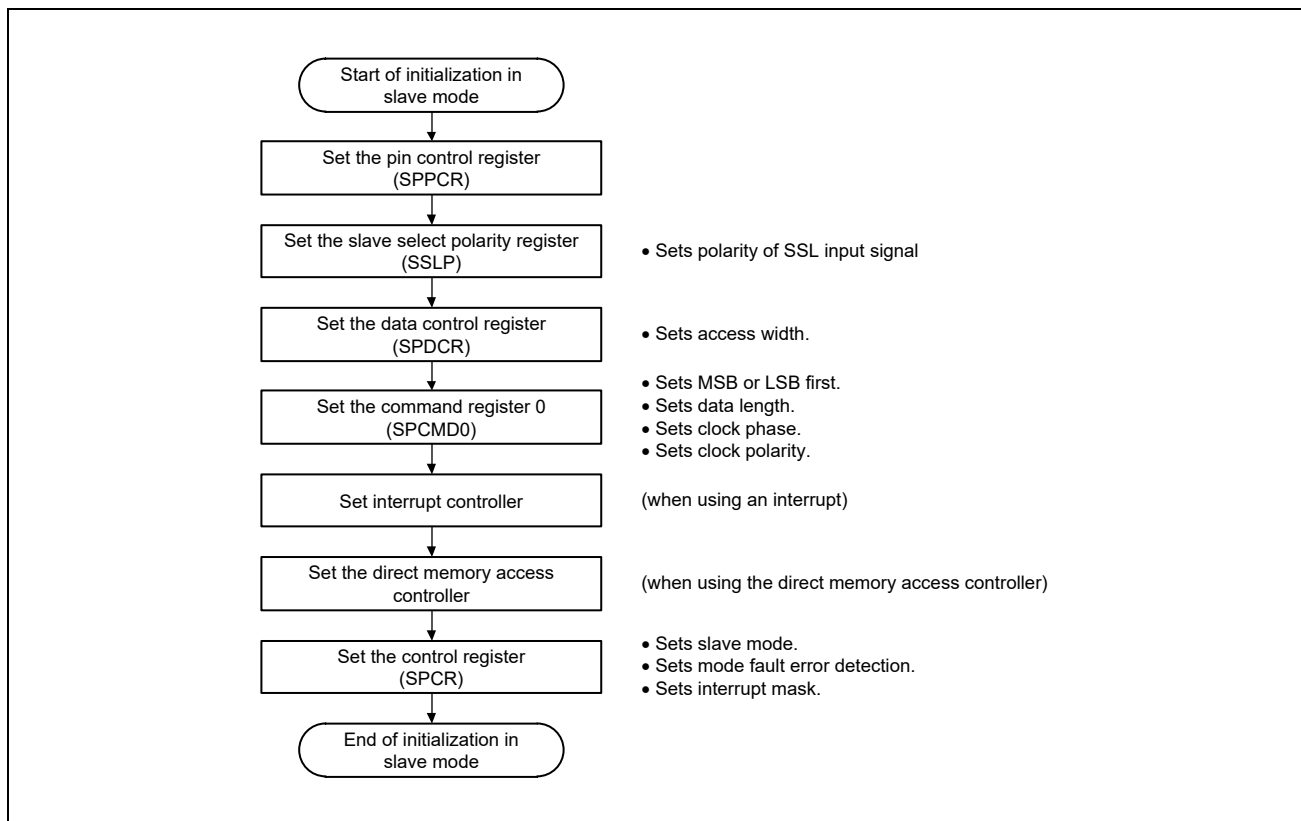 Start of initialization in
slave mode
Set the pin control register
(SPPCR)
Set the slave select polarity register
(SSLP)
• Sets polarity of SSL input signal
Set the data control register
(SPDCR)
• Sets access width.
Set the command register 0
(SPCMD0)
• Sets MSB or LSB first.
• Sets data length.
• Sets clock phase.
• Sets clock polarity.
Set interrupt controller
(when using an interrupt)
Set the direct memory access
controller
(when using the direct memory access controller)
Set the control register
(SPCR)
• Sets slave mode.
• Sets mode fault error detection.
• Sets interrupt mask.
End of initialization in
slave mode